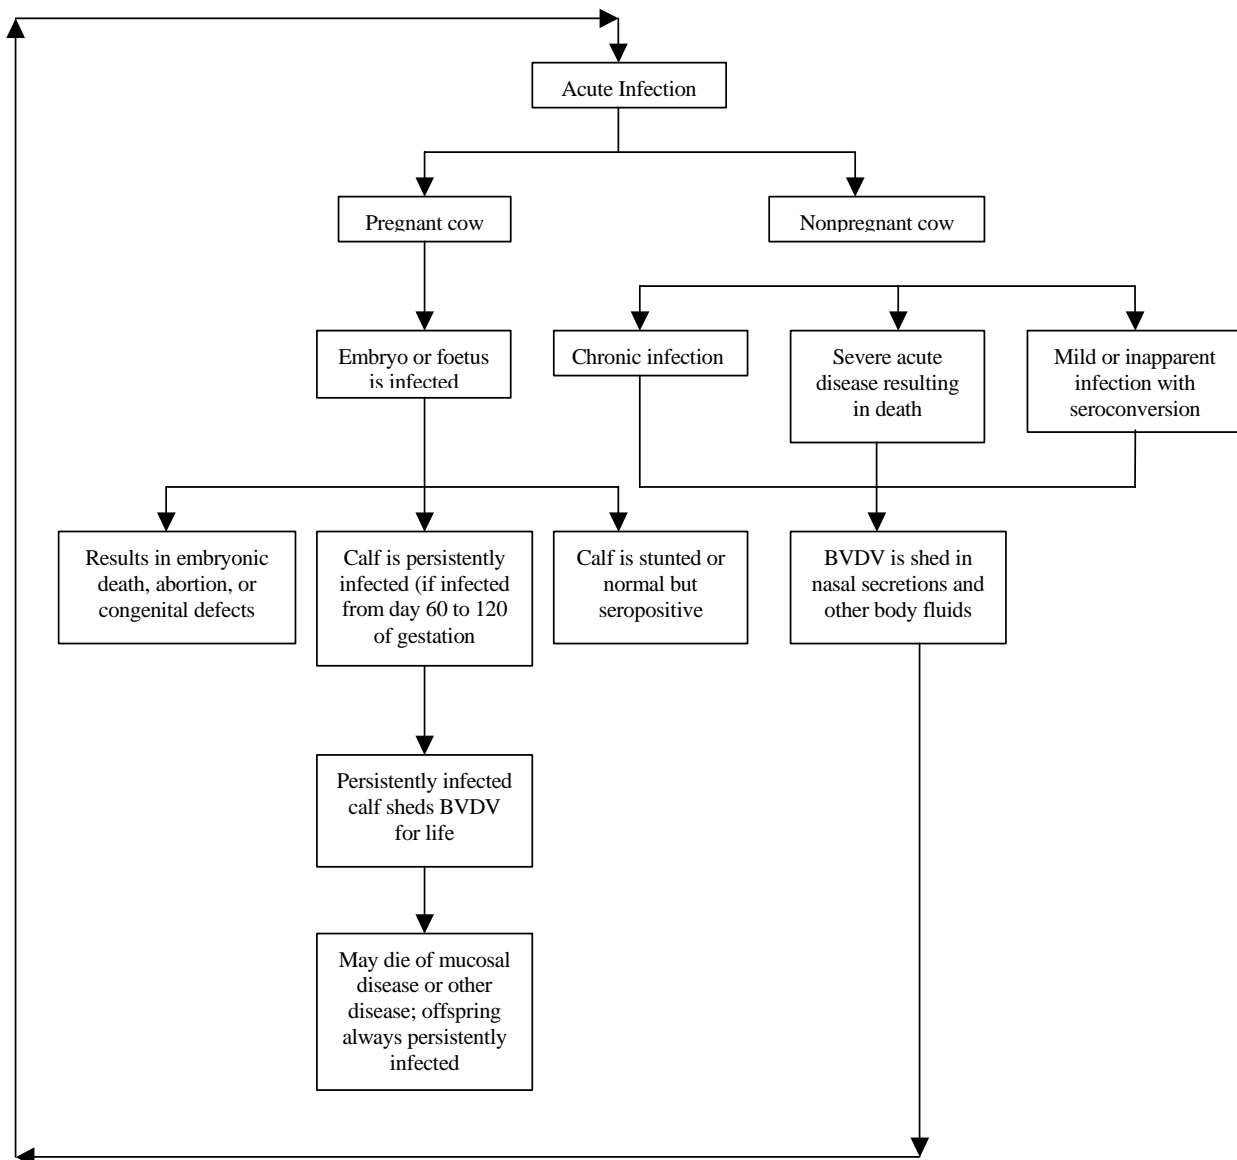 Acute Infection
Pregnant cow
Nonpregnant cow
Embryo or foetus
is infected
Chronic infection
Severe acute
disease resulting
in death
Mild or inapparent
infection with
seroconversion
Results in embryonic
death, abortion, or
congenital defects
Calf is persistently
infected (if infected
from day 60 to 120
of gestation
Calf is stunted or
normal but
seropositive
BVDV is shed in
nasal secretions and
other body fluids
Persistently infected
calf sheds BVDV
for life
May die of mucosal
disease or other
disease; offspring
always persistently
infected